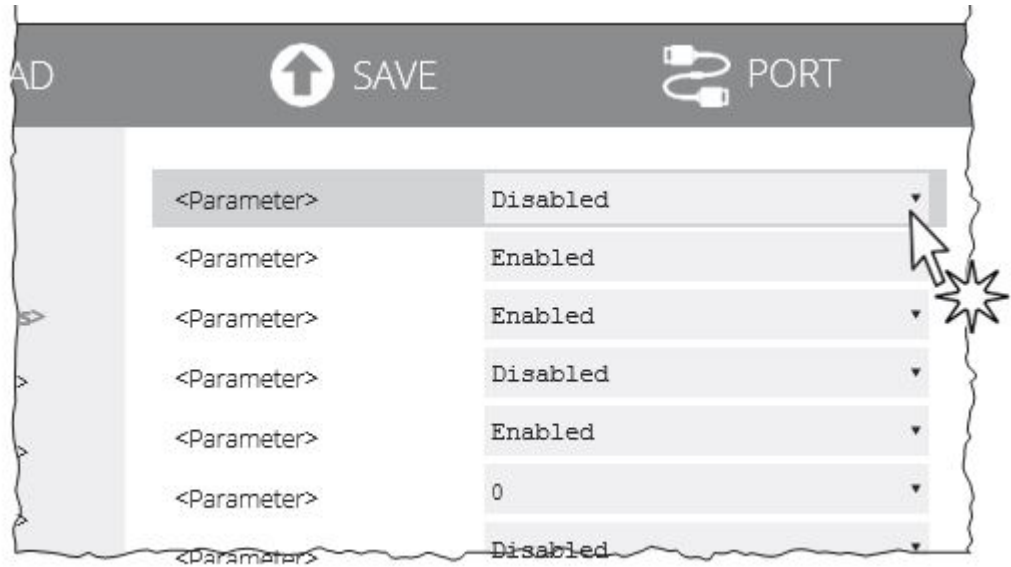 AD SAVE PORT
<Parameter> Disabled
<Parameter> Enabled
s> <Parameter> Enabled
> <Parameter> Disabled
> <Parameter> Enabled
> <Parameter> 0
<Parameter> Disabled